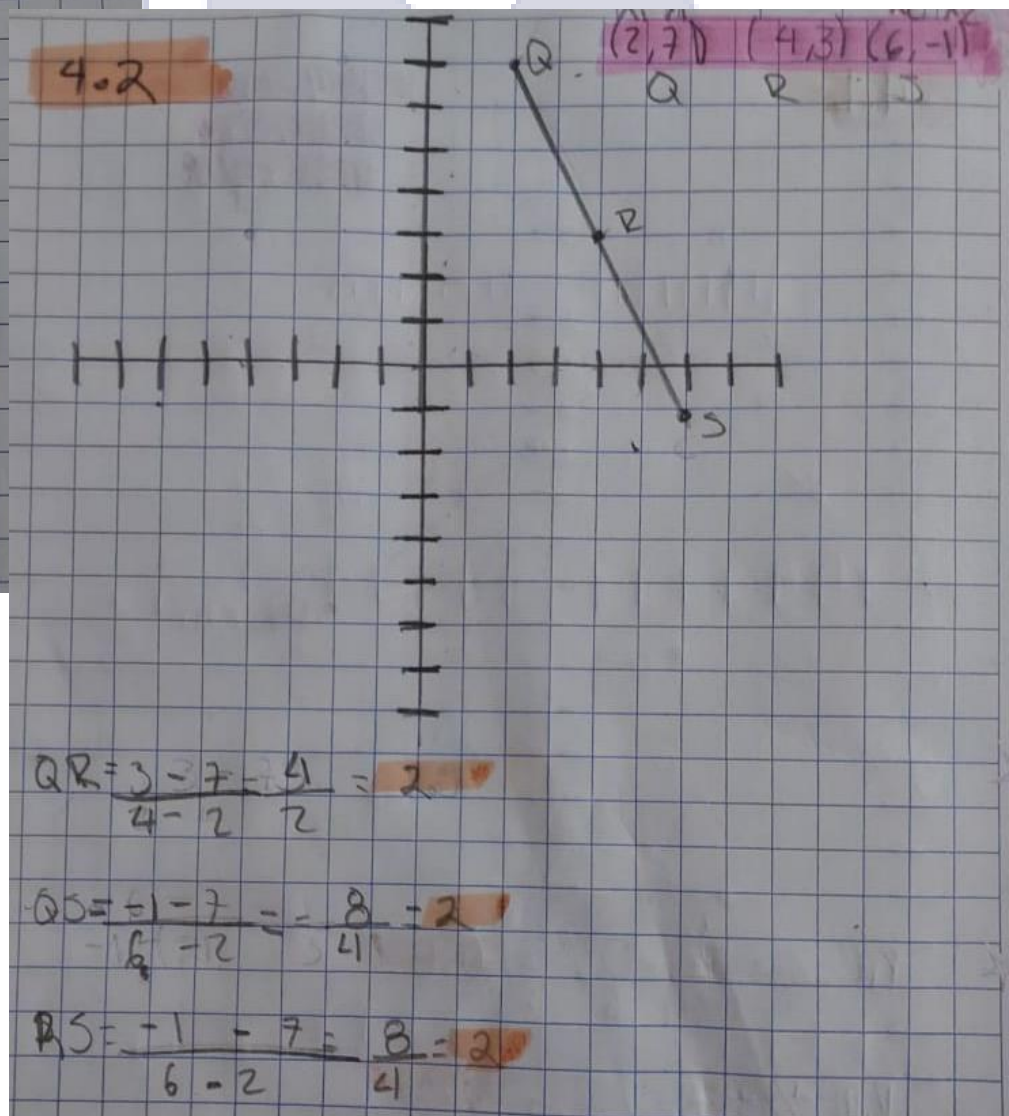 4.2
(2,7) (4,3) (6,-1)
Q R S
Q
R
S
QR = 3 - 7 = 4 = 2
4 - 2 2
QS = -1 - 7 = - 8 = 2
6 - 2 4
RS = -1 - 7 = 8 = 2
6 - 2 4